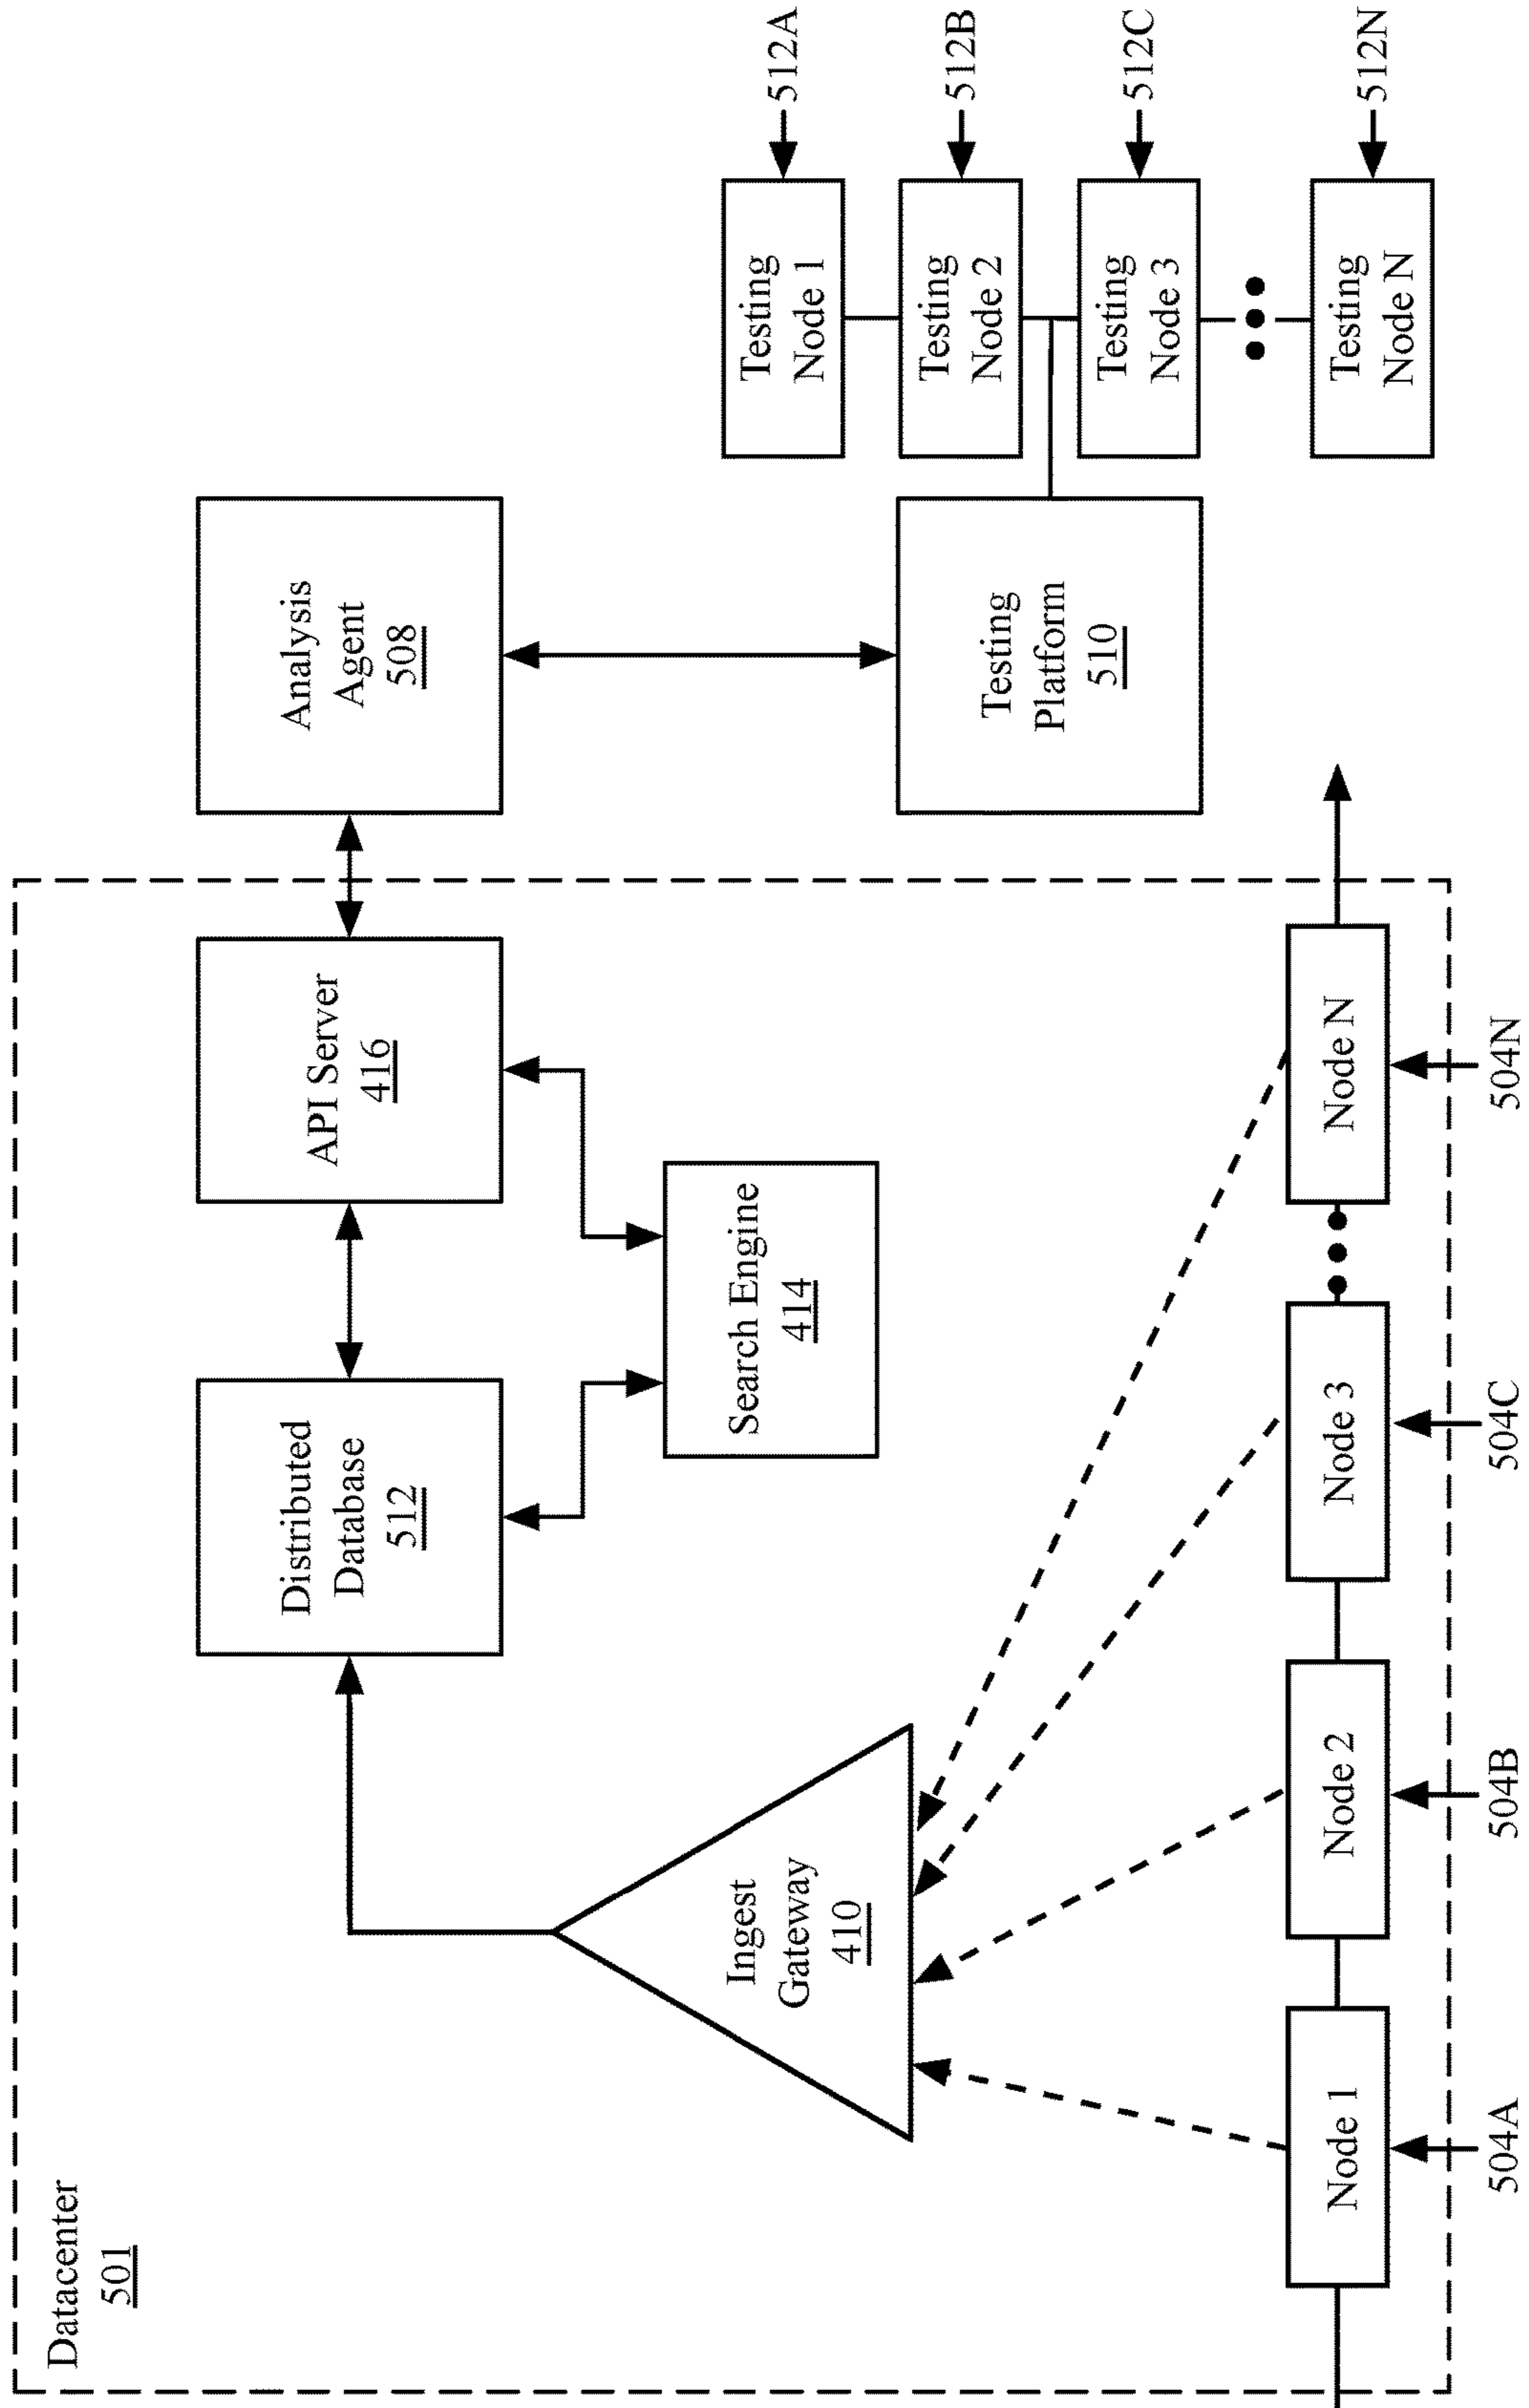 Datacenter
501
Distributed
Database
512
API Server
416
Analysis
Agent
508
Search Engine
414
Ingest
Gateway
410
Testing
Platform
510
Testing
Node 1
512A
Testing
Node 2
512B
Testing
Node 3
512C
Testing
Node N
512N
Node 1
Node 2
Node 3
Node N
504A
504B
504C
504N